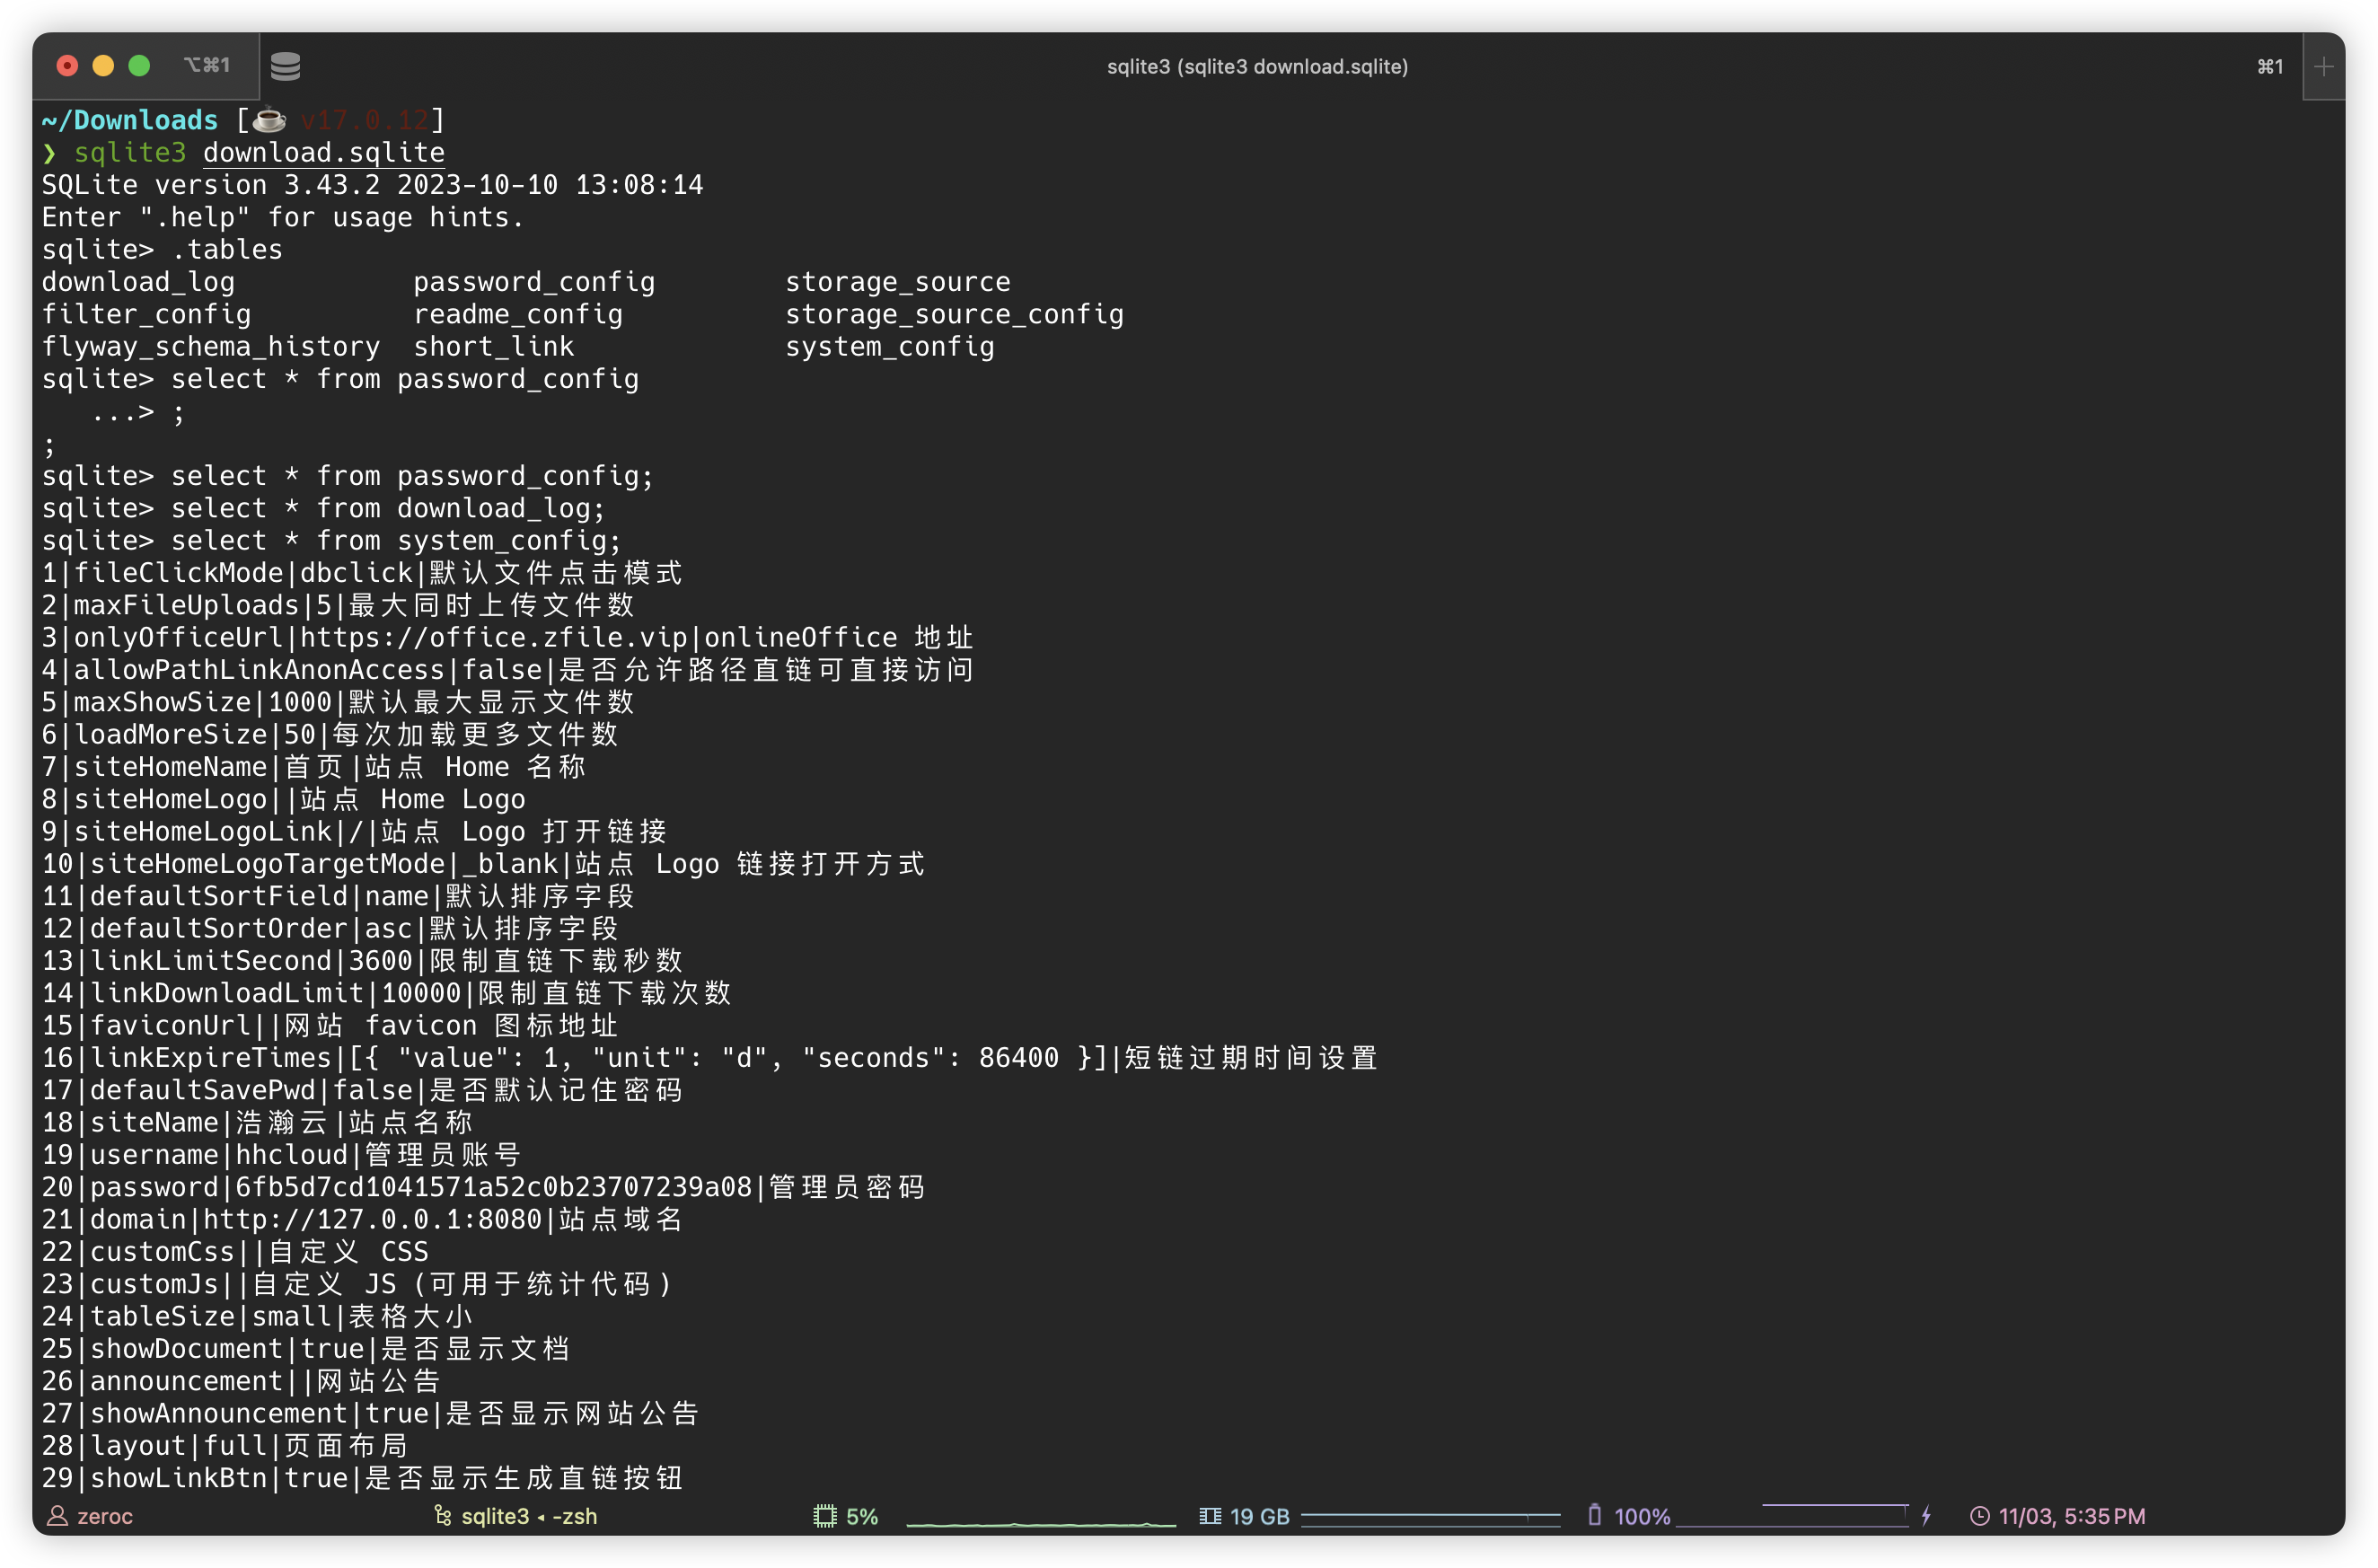 ⌥⌘1 sqlite3 (sqlite3 download.sqlite) ⌘1
~/Downloads [☕ v17.0.12]
❯ sqlite3 download.sqlite
SQLite version 3.43.2 2023-10-10 13:08:14
Enter ".help" for usage hints.
sqlite> .tables
download_log           password_config        storage_source
filter_config          readme_config          storage_source_config
flyway_schema_history  short_link             system_config
sqlite> select * from password_config
   ...> ;
;
sqlite> select * from password_config;
sqlite> select * from download_log;
sqlite> select * from system_config;
1|fileClickMode|dbclick|默认文件点击模式
2|maxFileUploads|5|最大同时上传文件数
3|onlyOfficeUrl|https://office.zfile.vip|onlineOffice 地址
4|allowPathLinkAnonAccess|false|是否允许路径直链可直接访问
5|maxShowSize|1000|默认最大显示文件数
6|loadMoreSize|50|每次加载更多文件数
7|siteHomeName|首页|站点 Home 名称
8|siteHomeLogo||站点 Home Logo
9|siteHomeLogoLink|/|站点 Logo 打开链接
10|siteHomeLogoTargetMode|_blank|站点 Logo 链接打开方式
11|defaultSortField|name|默认排序字段
12|defaultSortOrder|asc|默认排序字段
13|linkLimitSecond|3600|限制直链下载秒数
14|linkDownloadLimit|10000|限制直链下载次数
15|faviconUrl||网站 favicon 图标地址
16|linkExpireTimes|[{ "value": 1, "unit": "d", "seconds": 86400 }]|短链过期时间设置
17|defaultSavePwd|false|是否默认记住密码
18|siteName|浩瀚云|站点名称
19|username|hhcloud|管理员账号
20|password|6fb5d7cd1041571a52c0b23707239a08|管理员密码
21|domain|http://127.0.0.1:8080|站点域名
22|customCss||自定义 CSS
23|customJs||自定义 JS (可用于统计代码)
24|tableSize|small|表格大小
25|showDocument|true|是否显示文档
26|announcement||网站公告
27|showAnnouncement|true|是否显示网站公告
28|layout|full|页面布局
29|showLinkBtn|true|是否显示生成直链按钮
zeroc sqlite3 ◂ -zsh 5% 19 GB 100% 11/03, 5:35 PM